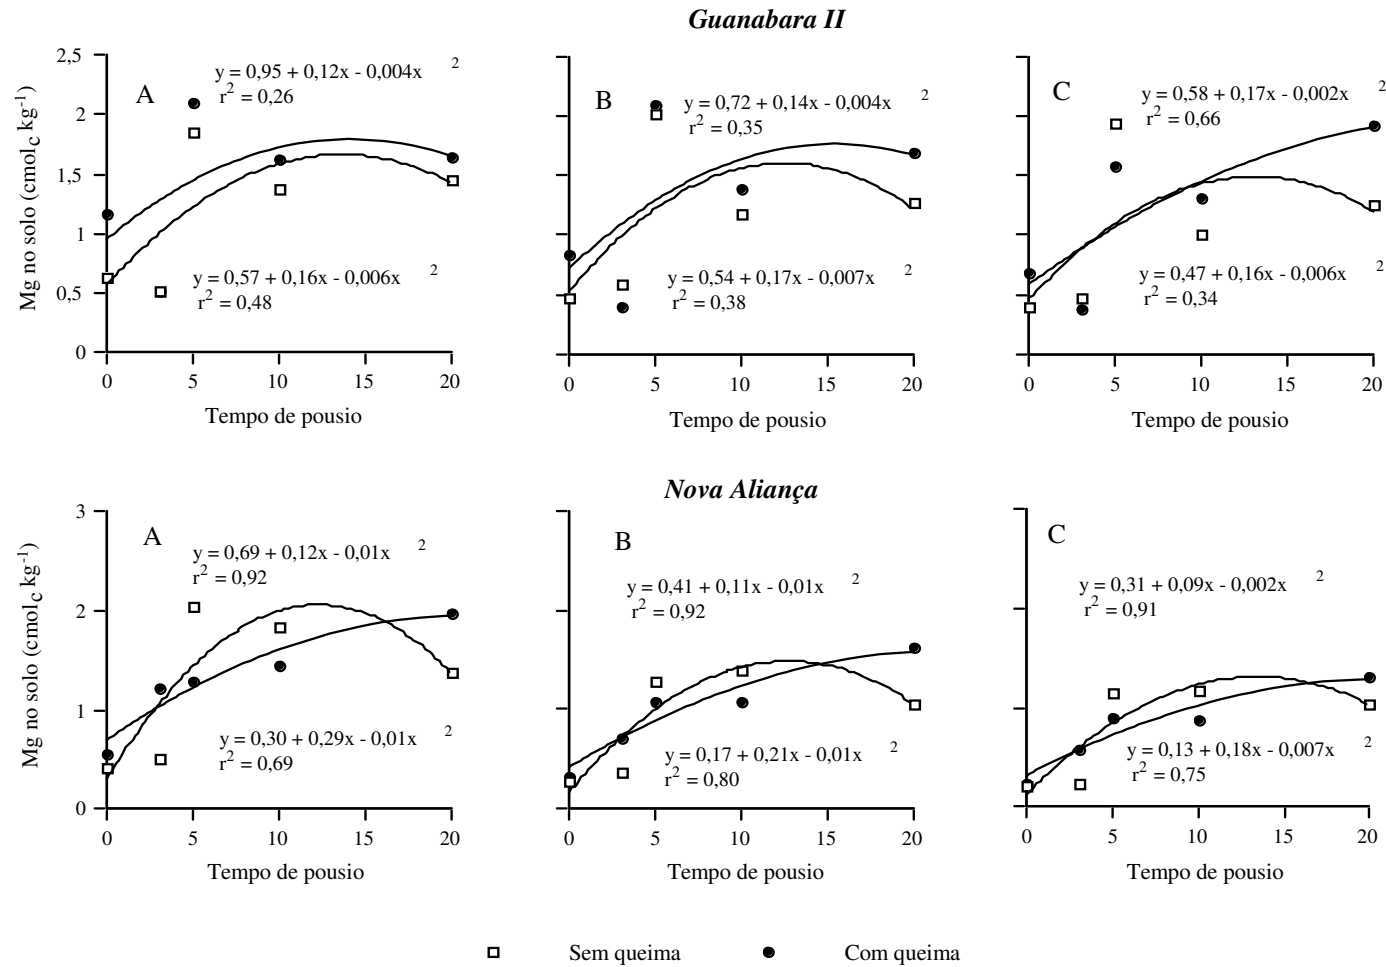 Guanabara II
2,5
2
1,5
1
0,5
0
Mg no solo (cmolc kg-1)
A
y = 0,95 + 0,12x - 0,004x 2
r2 = 0,26
y = 0,57 + 0,16x - 0,006x 2
r2 = 0,48
0 5 10 15 20
Tempo de pousio
B
y = 0,72 + 0,14x - 0,004x 2
r2 = 0,35
y = 0,54 + 0,17x - 0,007x 2
r2 = 0,38
0 5 10 15 20
Tempo de pousio
C
y = 0,58 + 0,17x - 0,002x 2
r2 = 0,66
y = 0,47 + 0,16x - 0,006x 2
r2 = 0,34
0 5 10 15 20
Tempo de pousio
Nova Aliança
3
2
1
0
Mg no solo (cmolc kg-1)
A
y = 0,69 + 0,12x - 0,01x 2
r2 = 0,92
y = 0,30 + 0,29x - 0,01x 2
r2 = 0,69
0 5 10 15 20
Tempo de pousio
B
y = 0,41 + 0,11x - 0,01x 2
r2 = 0,92
y = 0,17 + 0,21x - 0,01x 2
r2 = 0,80
0 5 10 15 20
Tempo de pousio
C
y = 0,31 + 0,09x - 0,002x 2
r2 = 0,91
y = 0,13 + 0,18x - 0,007x 2
r2 = 0,75
0 5 10 15 20
Tempo de pousio
Sem queima Com queima